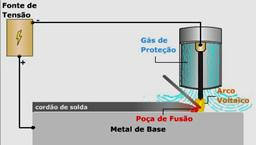 Fonte de
Tensão
-
+
Gás de
Proteção
Arco
Voltaico
cordão de solda
Poça de Fusão
Metal de Base